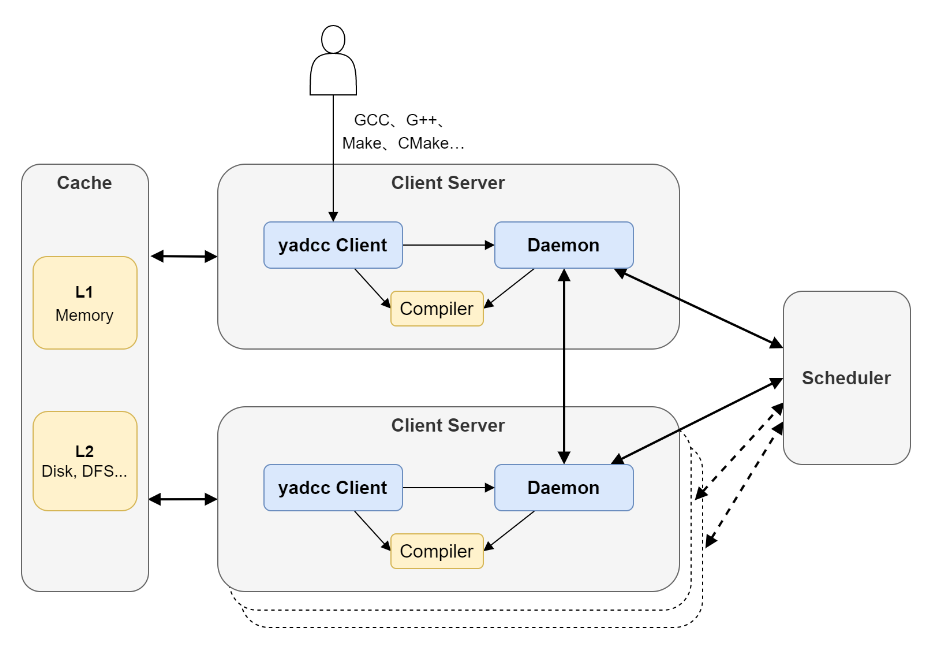 GCC、G++、
Make、CMake…
Cache
L1
Memory
L2
Disk, DFS...
Client Server
yadcc Client
Daemon
Compiler
Client Server
yadcc Client
Daemon
Compiler
Scheduler